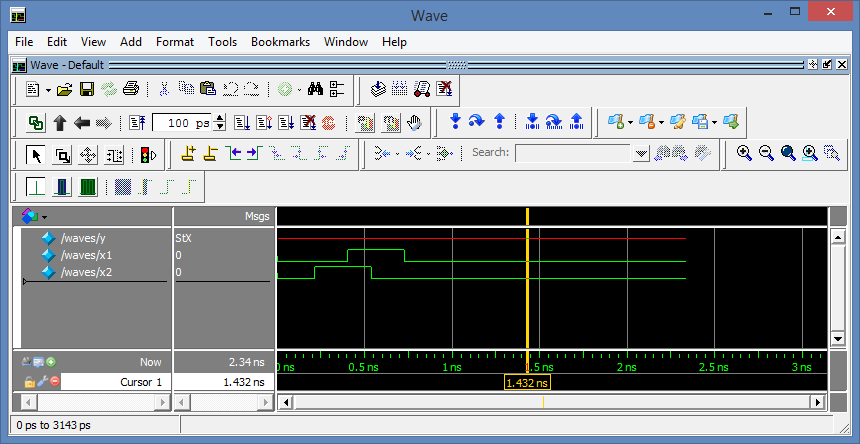 Wave
File Edit View Add Format Tools Bookmarks Window Help
Wave - Default
100 ps
Search:
Msgs
/waves/y StX
/waves/x1 0
/waves/x2 0
Now 2.34 ns 0 ns 0.5 ns 1 ns 1.5 ns 2 ns 2.5 ns 3 ns
Cursor 1 1.432 ns 1.432 ns
0 ps to 3143 ps